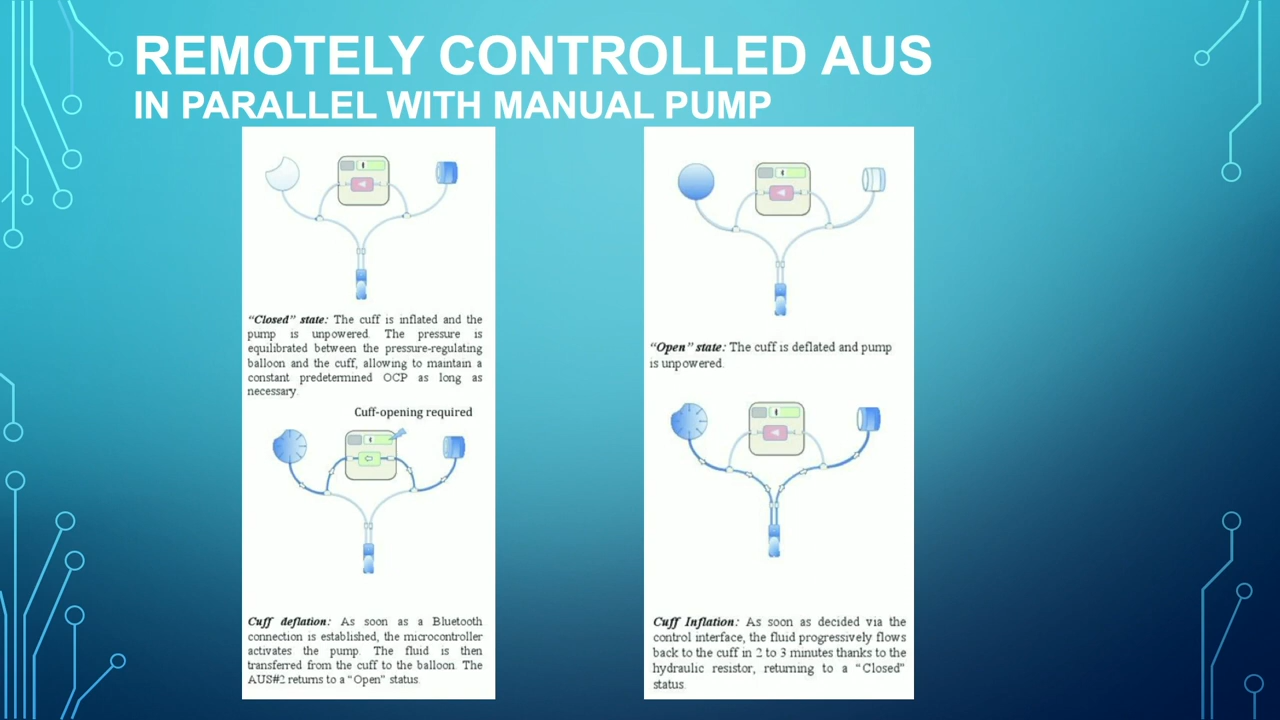 REMOTELY CONTROLLED AUS
IN PARALLEL WITH MANUAL PUMP
"Closed" state: The cuff is inflated and the
pump is unpowered. The pressure is
equilibrated between the pressure-regulating
balloon and the cuff, allowing to maintain a
constant predetermined OCP as long as
necessary.
Cuff-opening required
Cuff deflation: As soon as a Bluetooth
connection is established, the microcontroller
activates the pump. The fluid is then
transferred from the cuff to the balloon. The
AUS#2 returns to a "Open" status.
"Open" state: The cuff is deflated and pump
is unpowered.
Cuff Inflation: As soon as decided via the
control interface, the fluid progressively flows
back to the cuff in 2 to 3 minutes thanks to the
hydraulic resistor, returning to a "Closed"
status.